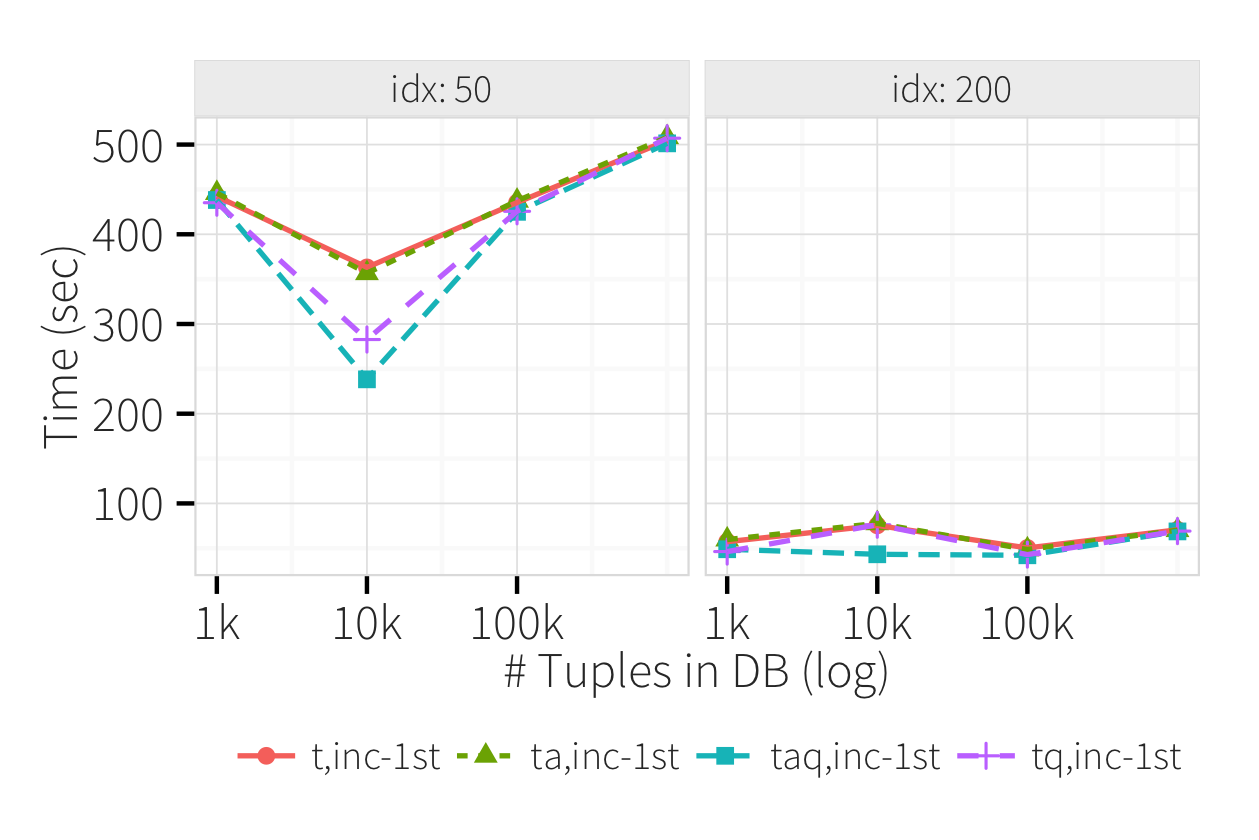 idx: 50
idx: 200
Time (sec)
500
400
300
200
100
1k 10k 100k
1k 10k 100k
# Tuples in DB (log)
t,inc-1st ta,inc-1st taq,inc-1st tq,inc-1st